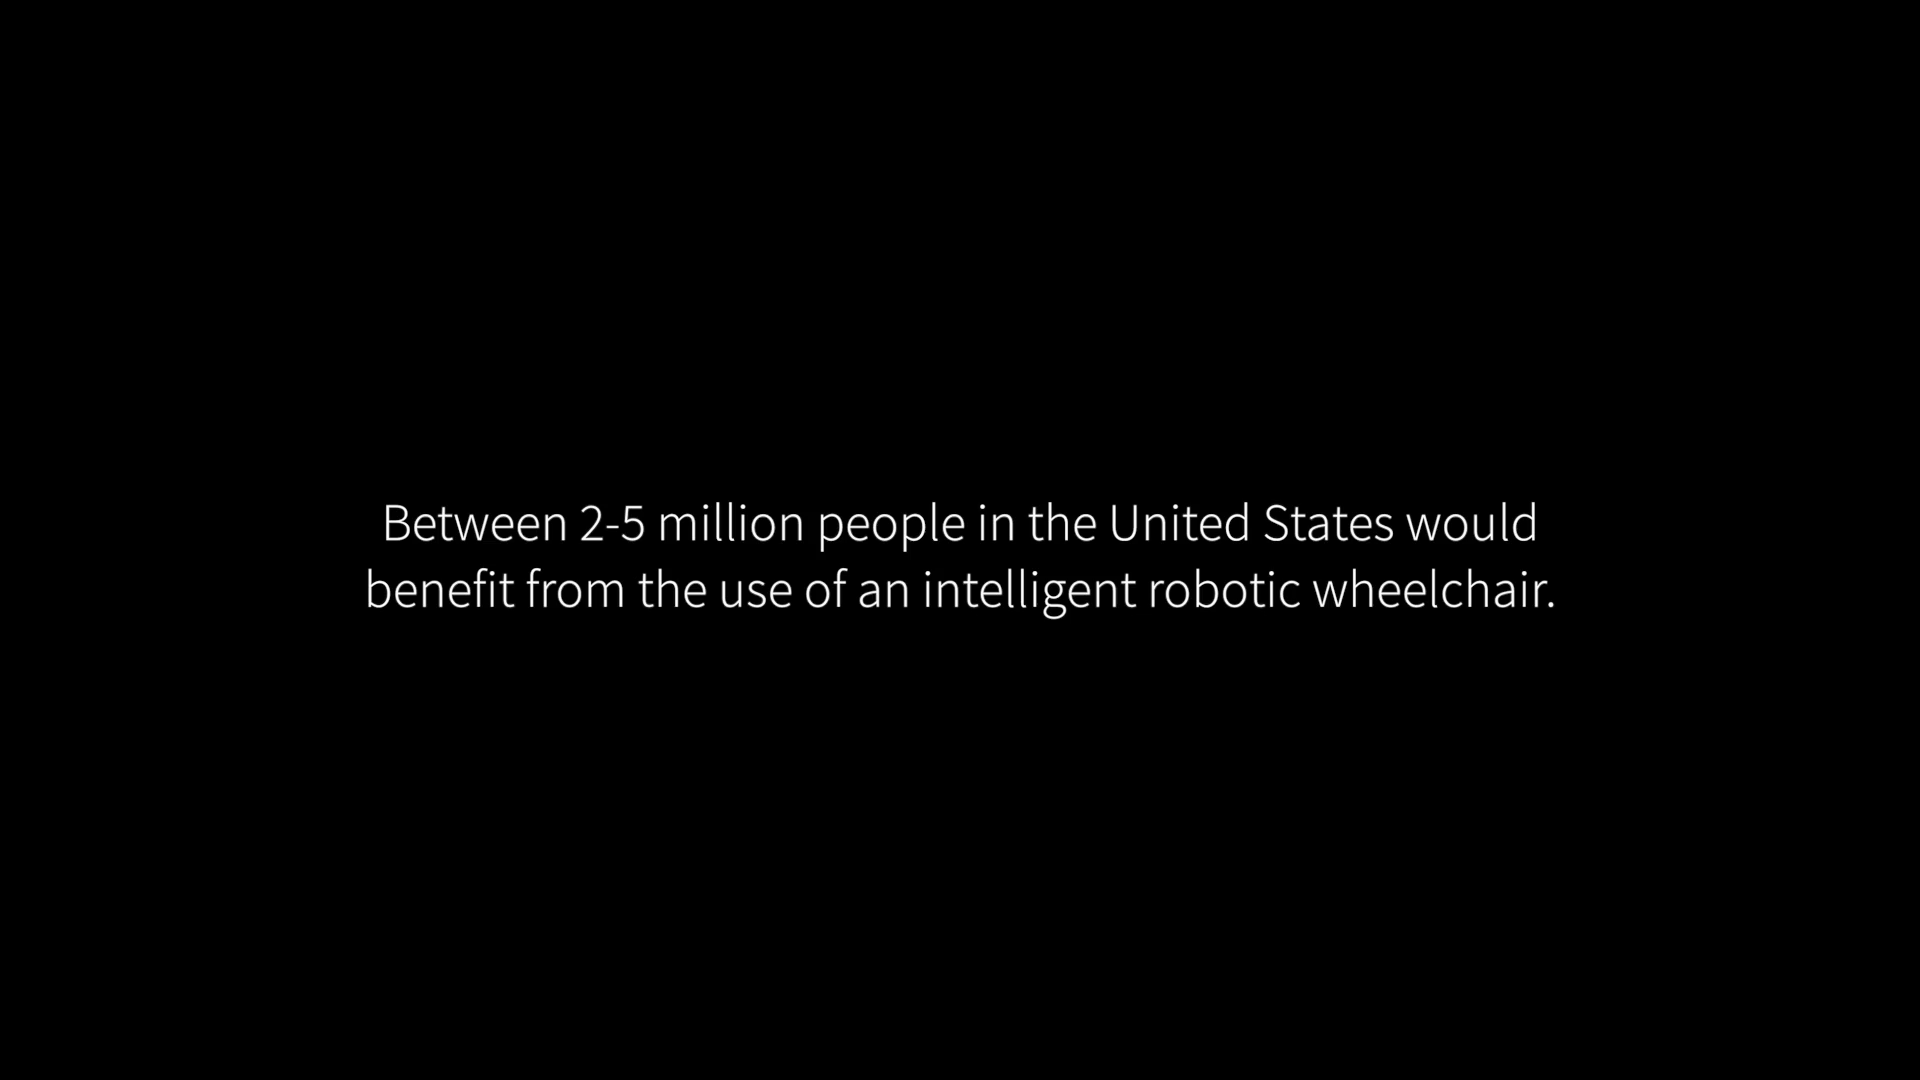 Between 2-5 million people in the United States would
benefit from the use of an intelligent robotic wheelchair.